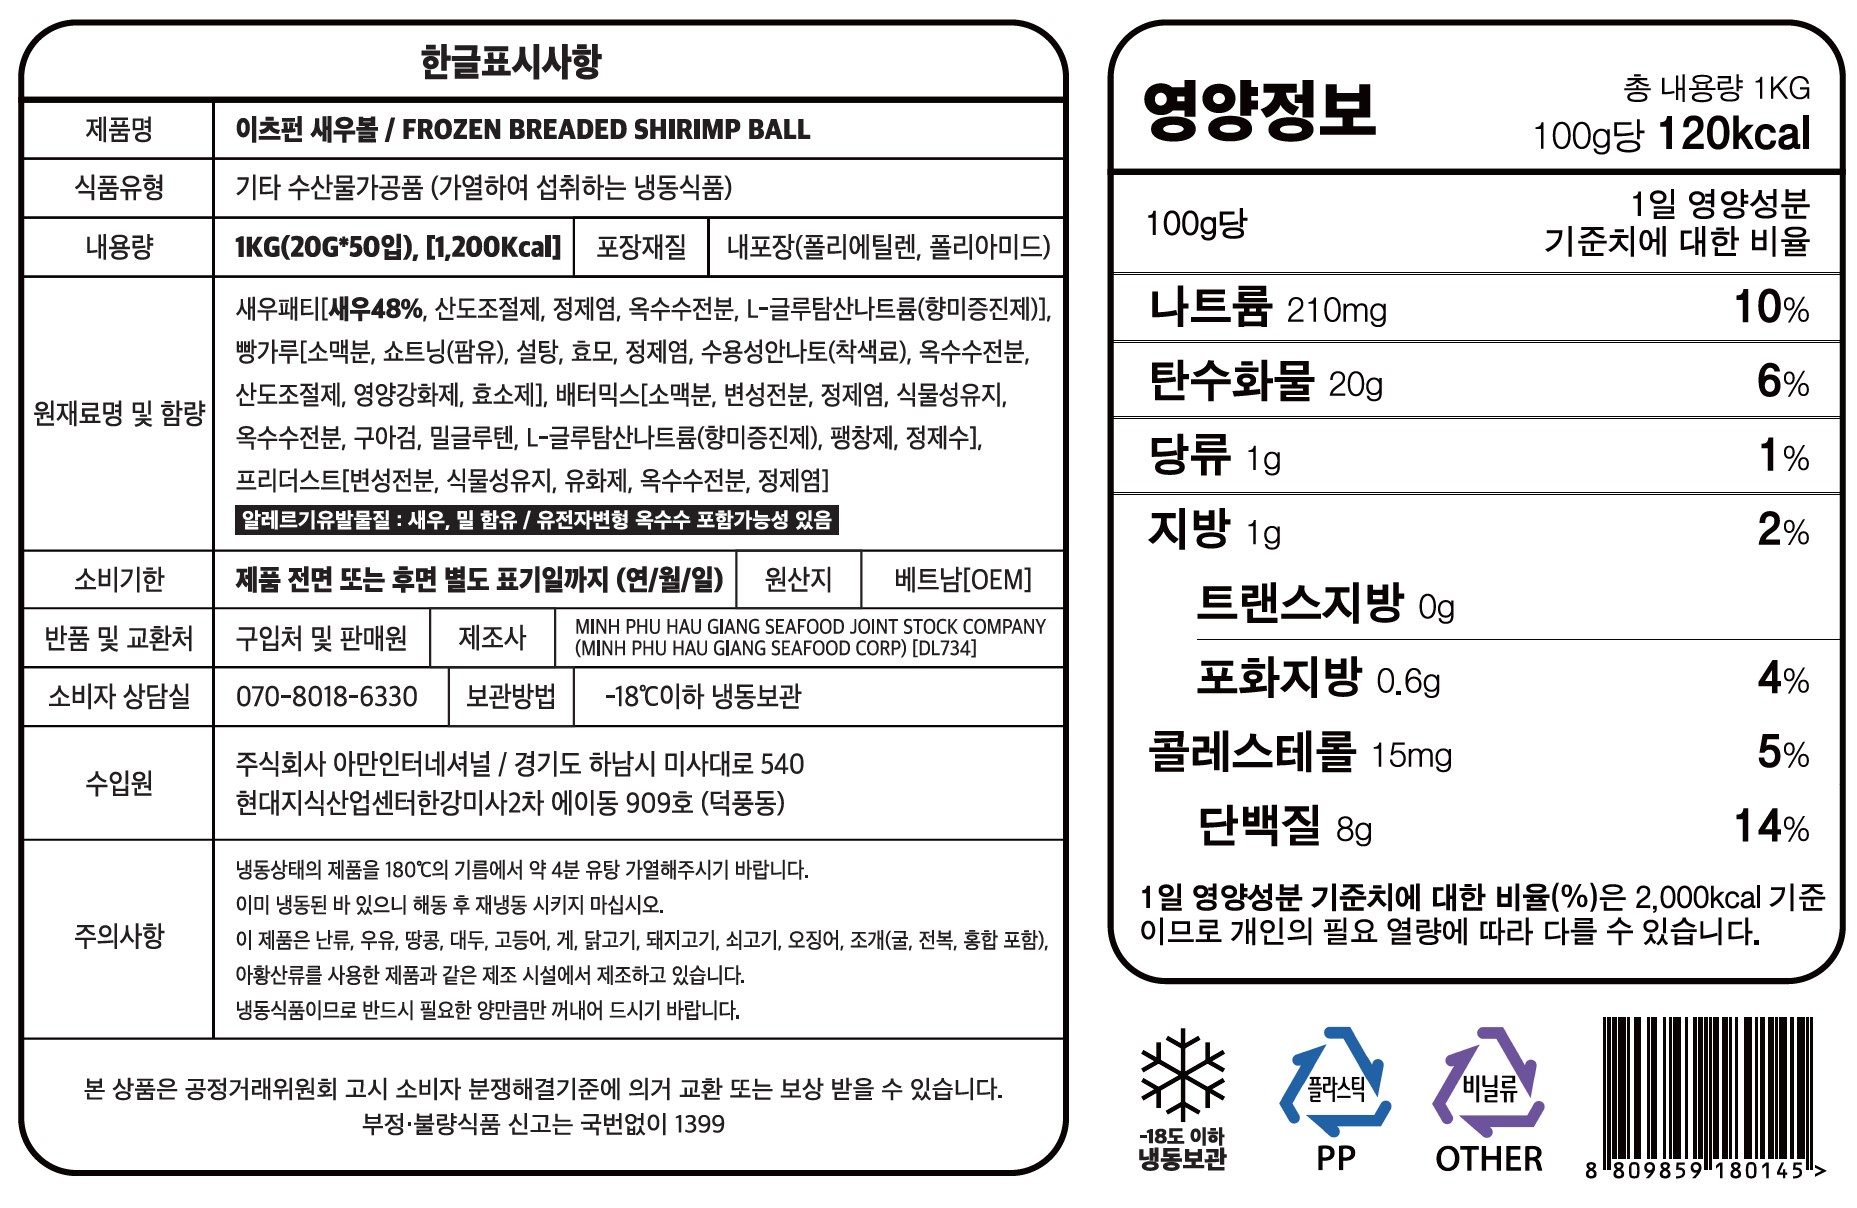 한글표시사항
제품명 이츠펀 새우볼 / FROZEN BREADED SHIRIMP BALL
식품유형 기타 수산물가공품 (가열하여 섭취하는 냉동식품)
내용량 1KG(20G*50입), [1,200Kcal] 포장재질 내포장(폴리에틸렌, 폴리아미드)
원재료명 및 함량
새우패티[새우48%, 산도조절제, 정제염, 옥수수전분, L-글루탐산나트륨(향미증진제)],
빵가루[소맥분, 쇼트닝(팜유), 설탕, 효모, 정제염, 수용성안나토(착색료), 옥수수전분,
산도조절제, 영양강화제, 효소제], 배터믹스[소맥분, 변성전분, 정제염, 식물성유지,
옥수수전분, 구아검, 밀글루텐, L-글루탐산나트륨(향미증진제), 팽창제, 정제수],
프리더스트[변성전분, 식물성유지, 유화제, 옥수수전분, 정제염]
알레르기유발물질 : 새우, 밀 함유 / 유전자변형 옥수수 포함가능성 있음
소비기한 제품 전면 또는 후면 별도 표기일까지 (연/월/일) 원산지 베트남[OEM]
반품 및 교환처 구입처 및 판매원 제조사 MINH PHU HAU GIANG SEAFOOD JOINT STOCK COMPANY
(MINH PHU HAU GIANG SEAFOOD CORP) [DL734]
소비자 상담실 070-8018-6330 보관방법 -18℃이하 냉동보관
수입원
주식회사 아만인터네셔널 / 경기도 하남시 미사대로 540
현대지식산업센터한강미사2차 에이동 909호 (덕풍동)
주의사항
냉동상태의 제품을 180℃의 기름에서 약 4분 유탕 가열해주시기 바랍니다.
이미 냉동된 바 있으니 해동 후 재냉동 시키지 마십시오.
이 제품은 난류, 우유, 땅콩, 대두, 고등어, 게, 닭고기, 돼지고기, 쇠고기, 오징어, 조개(굴, 전복, 홍합 포함),
아황산류를 사용한 제품과 같은 제조 시설에서 제조하고 있습니다.
냉동식품이므로 반드시 필요한 양만큼만 꺼내어 드시기 바랍니다.
본 상품은 공정거래위원회 고시 소비자 분쟁해결기준에 의거 교환 또는 보상 받을 수 있습니다.
부정·불량식품 신고는 국번없이 1399
영양정보
총 내용량 1KG
100g당 120kcal
100g당
1일 영양성분
기준치에 대한 비율
나트륨 210mg 10%
탄수화물 20g 6%
당류 1g 1%
지방 1g 2%
트랜스지방 0g
포화지방 0.6g 4%
콜레스테롤 15mg 5%
단백질 8g 14%
1일 영양성분 기준치에 대한 비율(%)은 2,000kcal 기준
이므로 개인의 필요 열량에 따라 다를 수 있습니다.
-18도 이하
냉동보관
플라스틱
PP
비닐류
OTHER
8 809859 180145 >